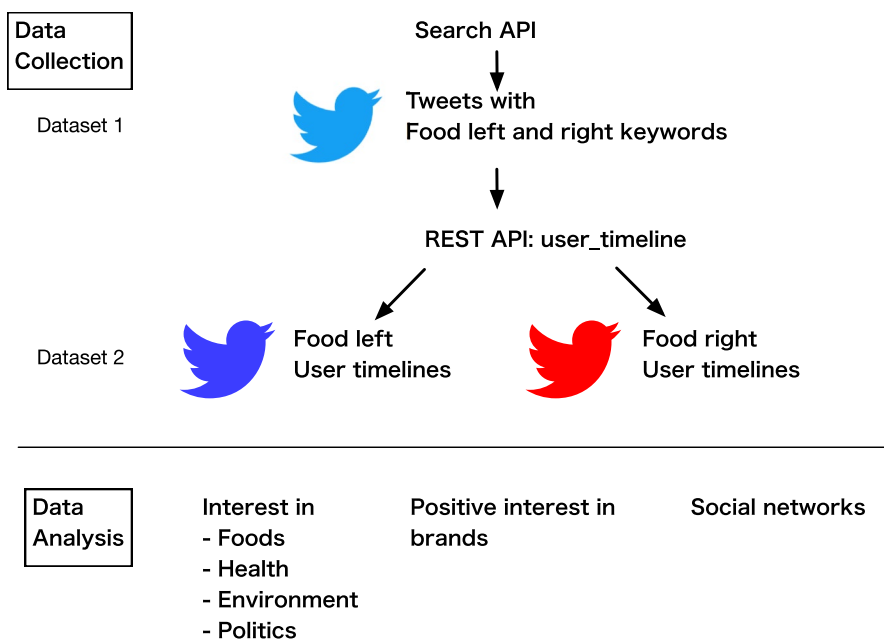 Data
Collection
Search API
Dataset 1
Tweets with
Food left and right keywords
REST API: user_timeline
Dataset 2
Food left
User timelines
Food right
User timelines
Data
Analysis
Interest in
- Foods
- Health
- Environment
- Politics
Positive interest in
brands
Social networks